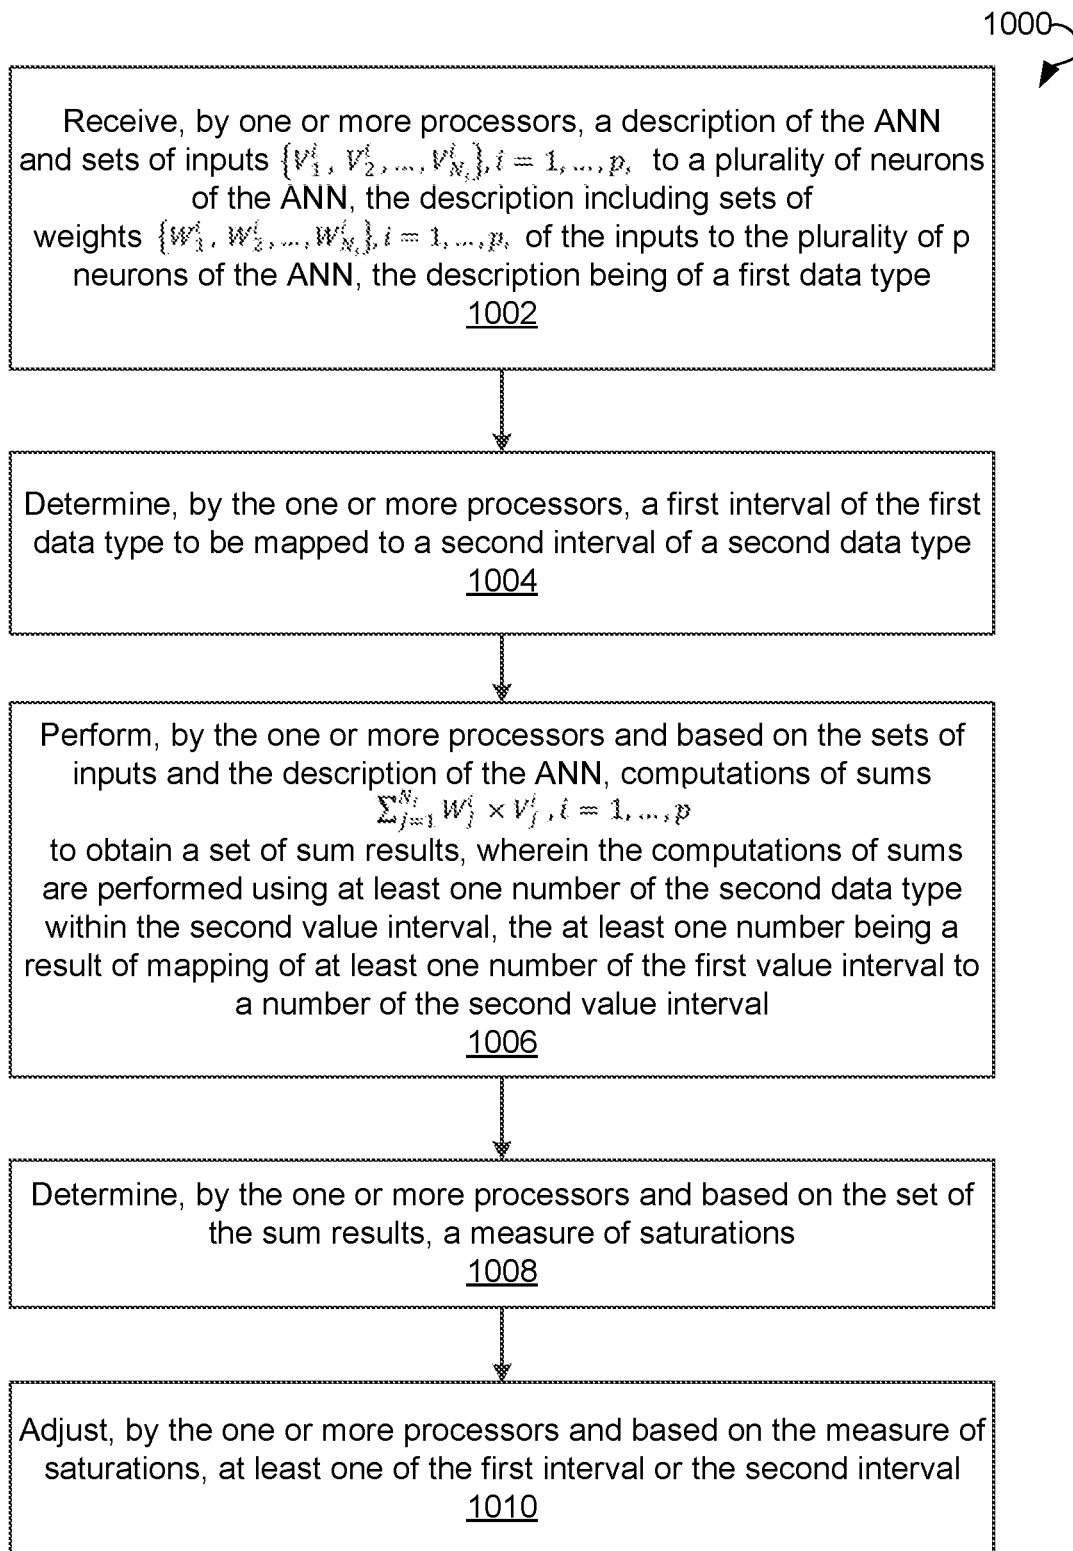 1000
Receive, by one or more processors, a description of the ANN
and sets of inputs {V₁ⁱ, V₂ⁱ, ..., V_{Nᵢ}ⁱ}, i = 1, ..., p, to a plurality of neurons
of the ANN, the description including sets of
weights {W₁ⁱ, W₂ⁱ, ..., W_{Nᵢ}ⁱ}, i = 1, ..., p, of the inputs to the plurality of p
neurons of the ANN, the description being of a first data type
1002
Determine, by the one or more processors, a first interval of the first
data type to be mapped to a second interval of a second data type
1004
Perform, by the one or more processors and based on the sets of
inputs and the description of the ANN, computations of sums
∑_{j=1}^{Nᵢ} Wⱼⁱ × Vⱼⁱ, i = 1, ..., p
to obtain a set of sum results, wherein the computations of sums
are performed using at least one number of the second data type
within the second value interval, the at least one number being a
result of mapping of at least one number of the first value interval to
a number of the second value interval
1006
Determine, by the one or more processors and based on the set of
the sum results, a measure of saturations
1008
Adjust, by the one or more processors and based on the measure of
saturations, at least one of the first interval or the second interval
1010